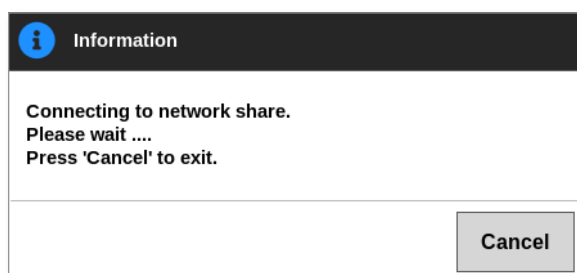 Information
Connecting to network share.
Please wait ....
Press 'Cancel' to exit.
Cancel